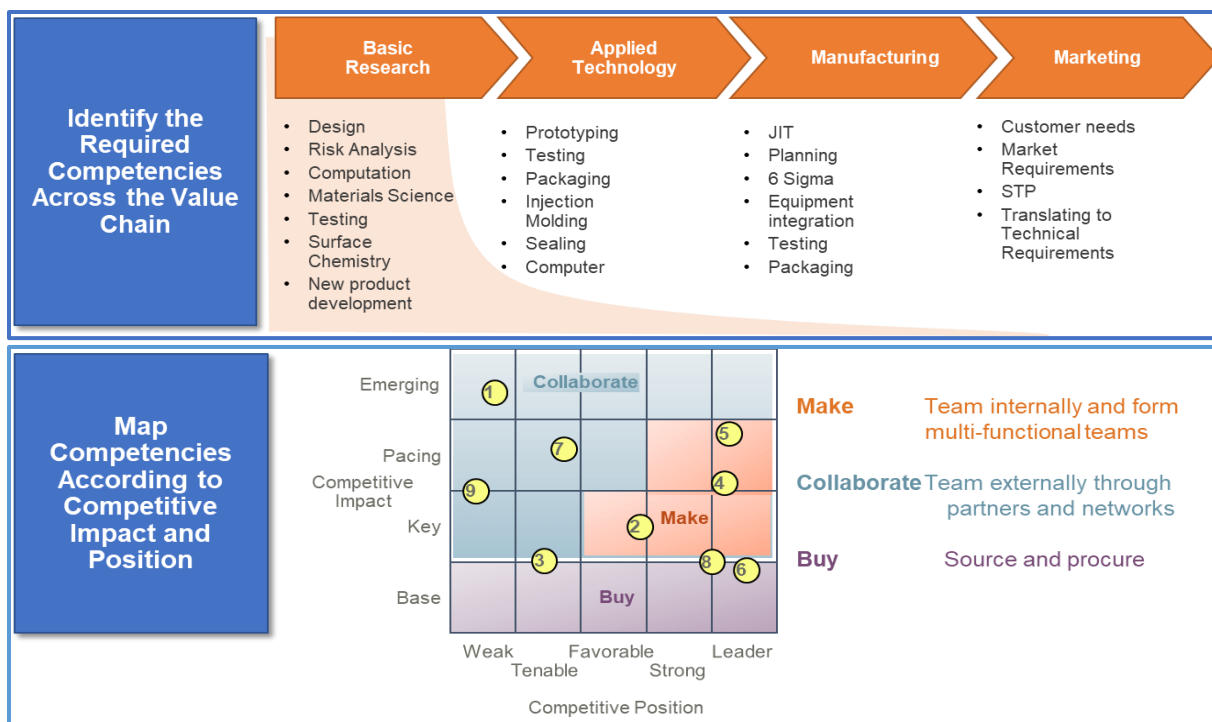 Identify the
Required
Competencies
Across the Value
Chain
Basic
Research
Applied
Technology
Manufacturing
Marketing
• Design
• Risk Analysis
• Computation
• Materials Science
• Testing
• Surface
Chemistry
• New product
development
• Prototyping
• Testing
• Packaging
• Injection
Molding
• Sealing
• Computer
• JIT
• Planning
• 6 Sigma
• Equipment
integration
• Testing
• Packaging
• Customer needs
• Market
Requirements
• STP
• Translating to
Technical
Requirements
Map
Competencies
According to
Competitive
Impact and
Position
Emerging
Pacing
Competitive
Impact
Key
Base
Collaborate
Make
Buy
1
5
7
4
9
2
3
8
6
Weak
Tenable
Favorable
Strong
Leader
Competitive Position
Make Team internally and form
multi-functional teams
Collaborate Team externally through
partners and networks
Buy Source and procure